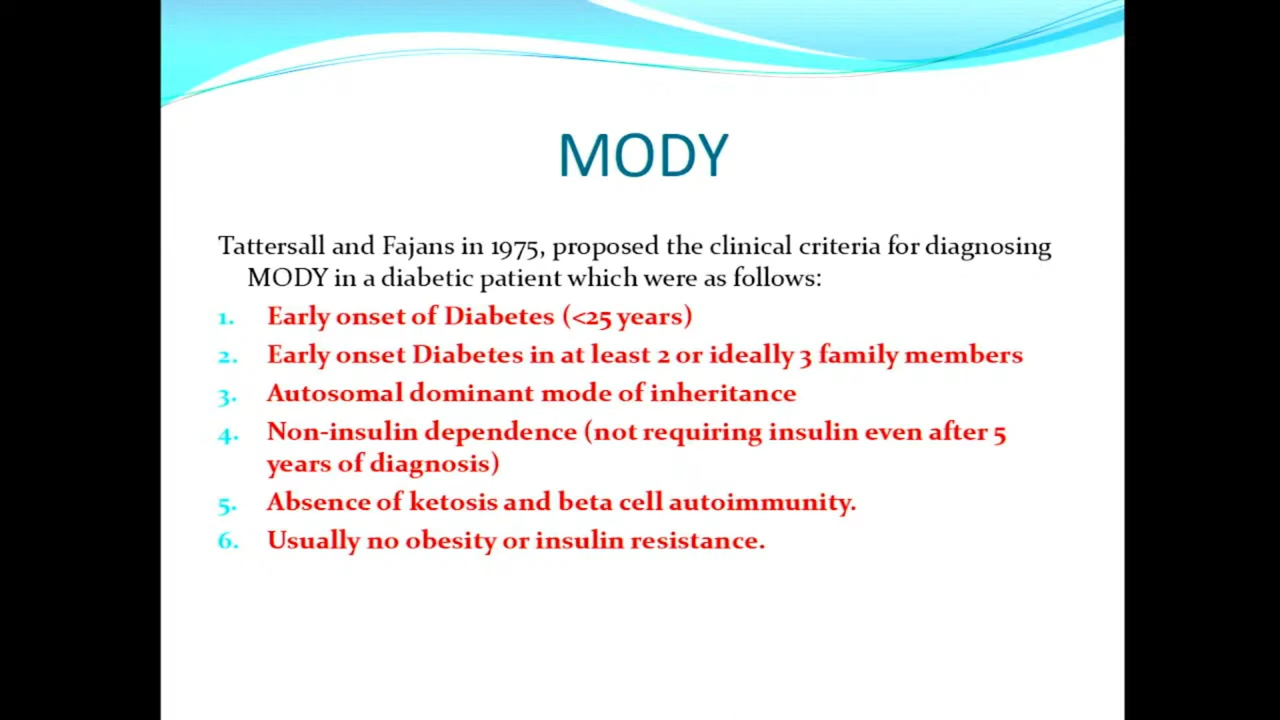 MODY
Tattersall and Fajans in 1975, proposed the clinical criteria for diagnosing
MODY in a diabetic patient which were as follows:
1. Early onset of Diabetes (<25 years)
2. Early onset Diabetes in at least 2 or ideally 3 family members
3. Autosomal dominant mode of inheritance
4. Non-insulin dependence (not requiring insulin even after 5
years of diagnosis)
5. Absence of ketosis and beta cell autoimmunity.
6. Usually no obesity or insulin resistance.